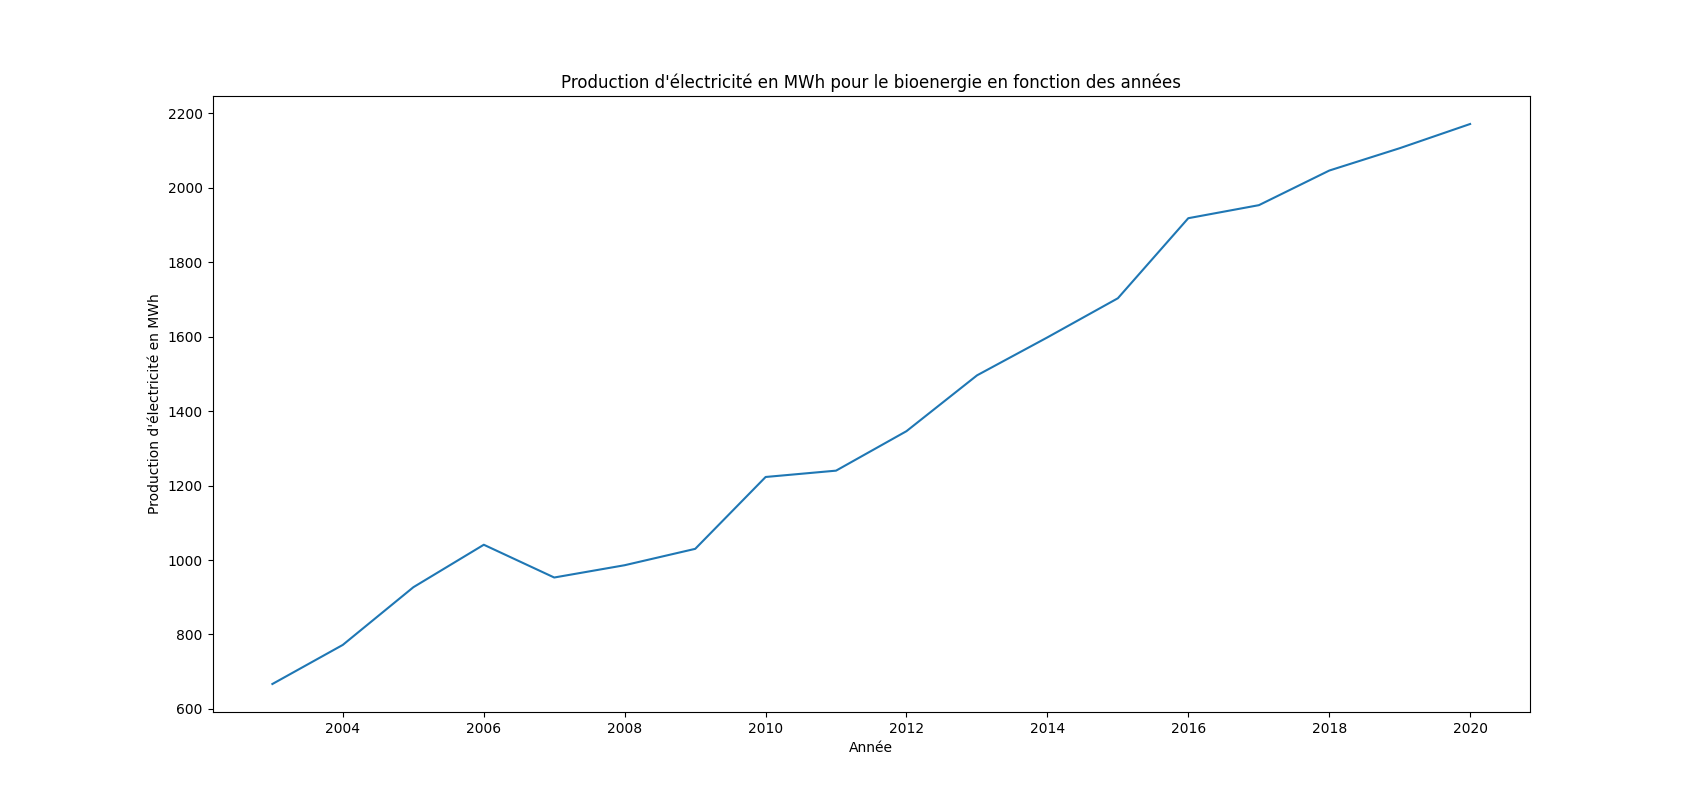 Production d'électricité en MWh pour le bioenergie en fonction des années
2200
2000
1800
1600
1400
1200
1000
800
600
Production d'électricité en MWh
2004 2006 2008 2010 2012 2014 2016 2018 2020
Année